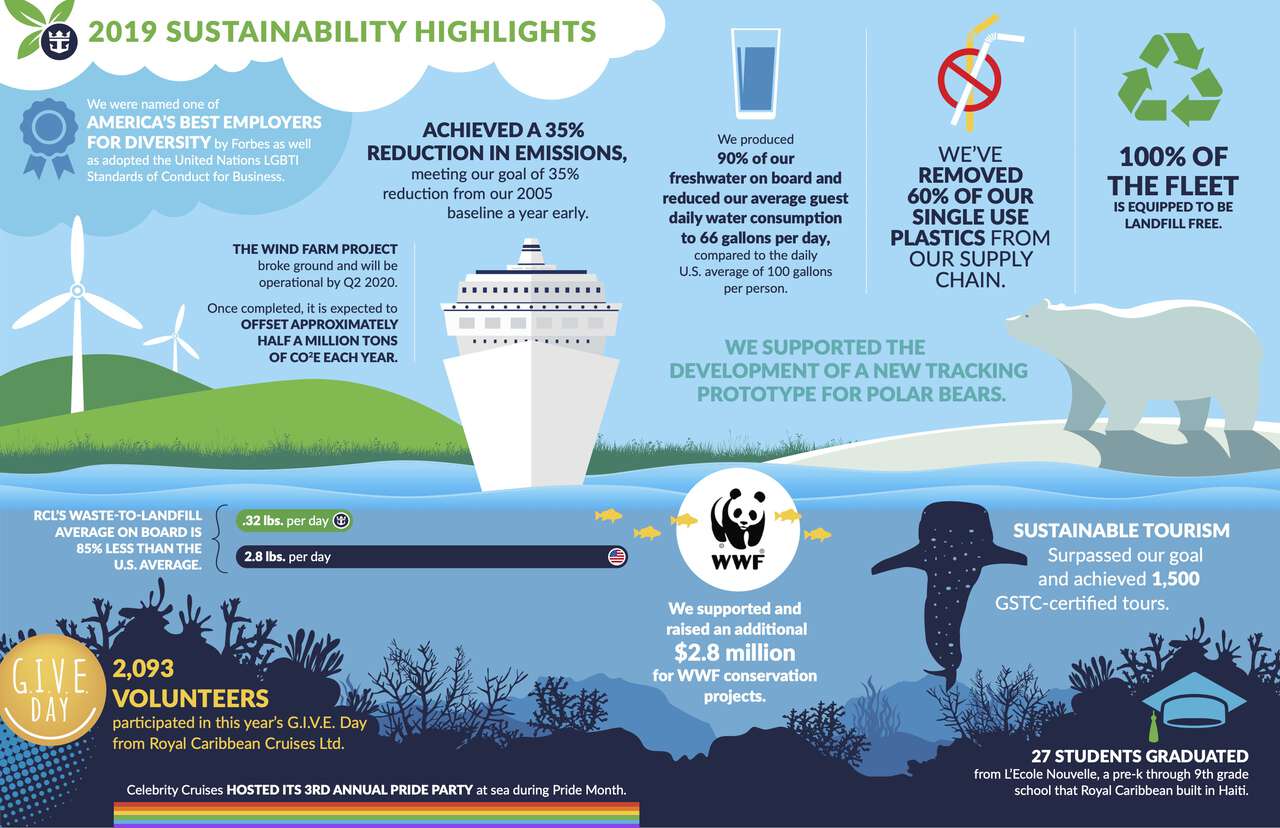 2019 SUSTAINABILITY HIGHLIGHTS
We were named one of
AMERICA'S BEST EMPLOYERS
FOR DIVERSITY by Forbes as well
as adopted the United Nations LGBTI
Standards of Conduct for Business.
ACHIEVED A 35%
REDUCTION IN EMISSIONS,
meeting our goal of 35%
reduction from our 2005
baseline a year early.
We produced
90% of our
freshwater on board and
reduced our average guest
daily water consumption
to 66 gallons per day,
compared to the daily
U.S. average of 100 gallons
per person.
WE'VE
REMOVED
60% OF OUR
SINGLE USE
PLASTICS FROM
OUR SUPPLY
CHAIN.
100% OF
THE FLEET
IS EQUIPPED TO BE
LANDFILL FREE.
THE WIND FARM PROJECT
broke ground and will be
operational by Q2 2020.
Once completed, it is expected to
OFFSET APPROXIMATELY
HALF A MILLION TONS
OF CO²E EACH YEAR.
WE SUPPORTED THE
DEVELOPMENT OF A NEW TRACKING
PROTOTYPE FOR POLAR BEARS.
RCL'S WASTE-TO-LANDFILL
AVERAGE ON BOARD IS
85% LESS THAN THE
U.S. AVERAGE.
.32 lbs. per day
2.8 lbs. per day
WWF
We supported and
raised an additional
$2.8 million
for WWF conservation
projects.
SUSTAINABLE TOURISM
Surpassed our goal
and achieved 1,500
GSTC-certified tours.
G.I.V.E.
DAY
2,093
VOLUNTEERS
participated in this year's G.I.V.E. Day
from Royal Caribbean Cruises Ltd.
27 STUDENTS GRADUATED
from L'Ecole Nouvelle, a pre-k through 9th grade
school that Royal Caribbean built in Haiti.
Celebrity Cruises HOSTED ITS 3RD ANNUAL PRIDE PARTY at sea during Pride Month.